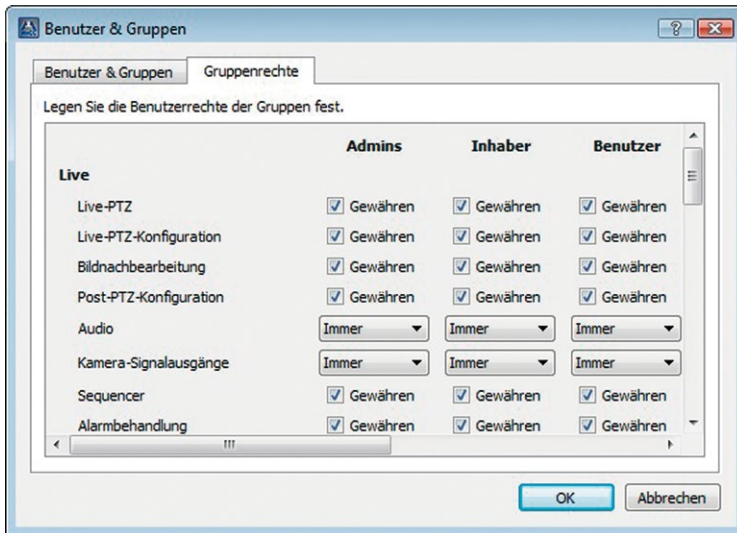 Benutzer & Gruppen
Benutzer & Gruppen Gruppenrechte
Legen Sie die Benutzerrechte der Gruppen fest.
Admins Inhaber Benutzer
Live
Live-PTZ Gewähren Gewähren Gewähren
Live-PTZ-Konfiguration Gewähren Gewähren Gewähren
Bildnachbearbeitung Gewähren Gewähren Gewähren
Post-PTZ-Konfiguration Gewähren Gewähren Gewähren
Audio Immer Immer Immer
Kamera-Signalausgänge Immer Immer Immer
Sequencer Gewähren Gewähren Gewähren
Alarmbehandlung Gewähren Gewähren Gewähren
OK Abbrechen